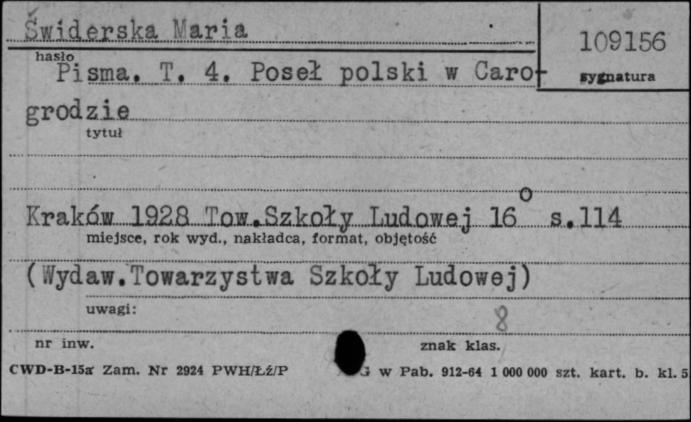 Świderska Maria
109156
hasło
sygnatura
Pisma. T. 4. Poseł polski w Caro-
grodzie
tytuł
Kraków 1928 Tow.Szkoły Ludowej 16° s.114
miejsce, rok wyd., nakładca, format, objętość
(Wydaw.Towarzystwa Szkoły Ludowej)
uwagi:
8
nr inw.
znak klas.
CWD-B-15a Zam. Nr 2924 PWH/Łź/P
G w Pab. 912-64 1 000 000 szt. kart. b. kl. 5